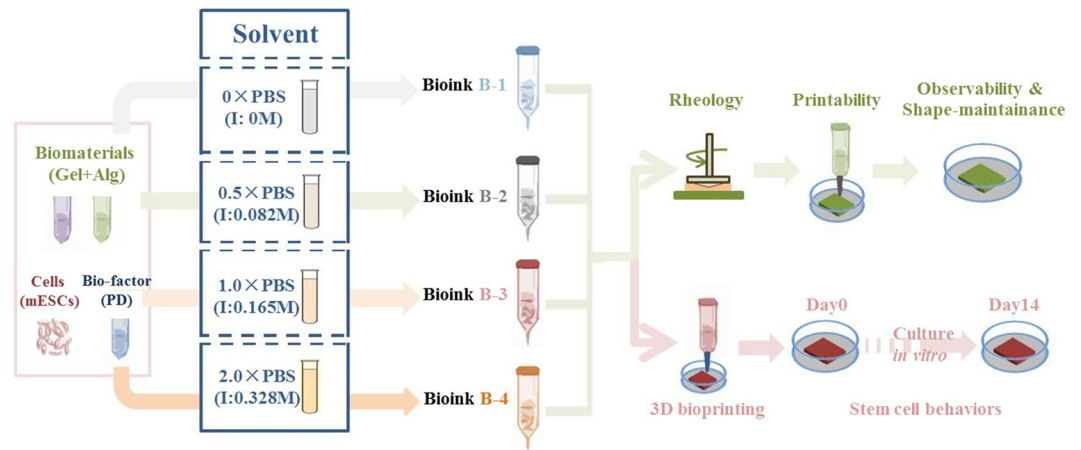 Solvent
0×PBS
(I: 0M)
0.5×PBS
(I:0.082M)
1.0×PBS
(I:0.165M)
2.0×PBS
(I:0.328M)
Biomaterials
(Gel+Alg)
Cells
(mESCs)
Bio-factor
(PD)
Bioink B-1
Bioink B-2
Bioink B-3
Bioink B-4
Rheology
Printability
Observability &
Shape-maintainance
3D bioprinting
Day0
Culture
in vitro
Day14
Stem cell behaviors